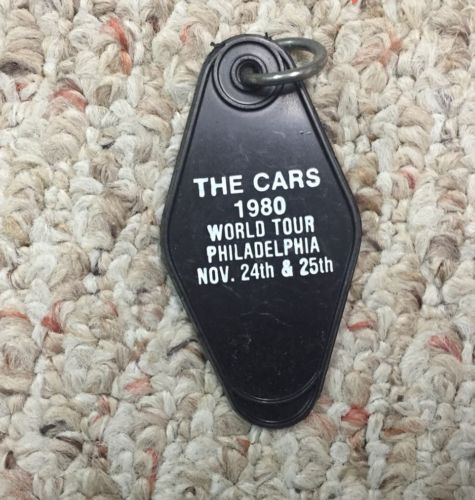 THE CARS
1980
WORLD TOUR
PHILADELPHIA
NOV. 24th & 25th